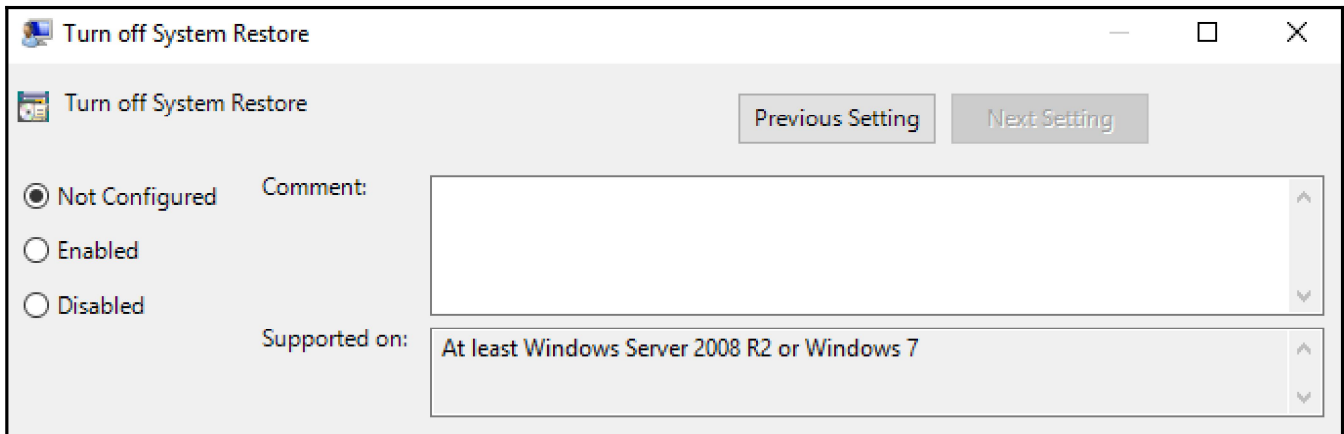 Turn off System Restore
Turn off System Restore
Previous Setting
Next Setting
Not Configured
Comment:
Enabled
Disabled
Supported on:
At least Windows Server 2008 R2 or Windows 7